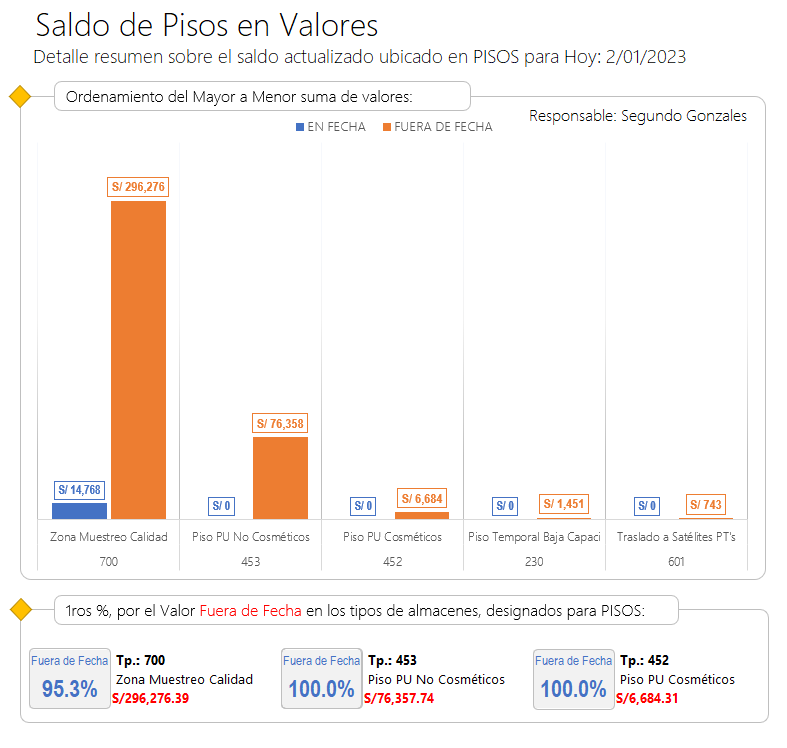 Saldo de Pisos en Valores
Detalle resumen sobre el saldo actualizado ubicado en PISOS para Hoy: 2/01/2023
Ordenamiento del Mayor a Menor suma de valores:
Responsable: Segundo Gonzales
EN FECHA FUERA DE FECHA
S/ 296,276
S/ 76,358
S/ 14,768
S/ 0
S/ 0
S/ 6,684
S/ 0
S/ 1,451
S/ 0
S/ 743
Zona Muestreo Calidad Piso PU No Cosméticos Piso PU Cosméticos Piso Temporal Baja Capaci Traslado a Satélites PT's
700 453 452 230 601
1ros %, por el Valor Fuera de Fecha en los tipos de almacenes, designados para PISOS:
Fuera de Fecha
95.3%
Tp.: 700
Zona Muestreo Calidad
S/296,276.39
Fuera de Fecha
100.0%
Tp.: 453
Piso PU No Cosméticos
S/76,357.74
Fuera de Fecha
100.0%
Tp.: 452
Piso PU Cosméticos
S/6,684.31